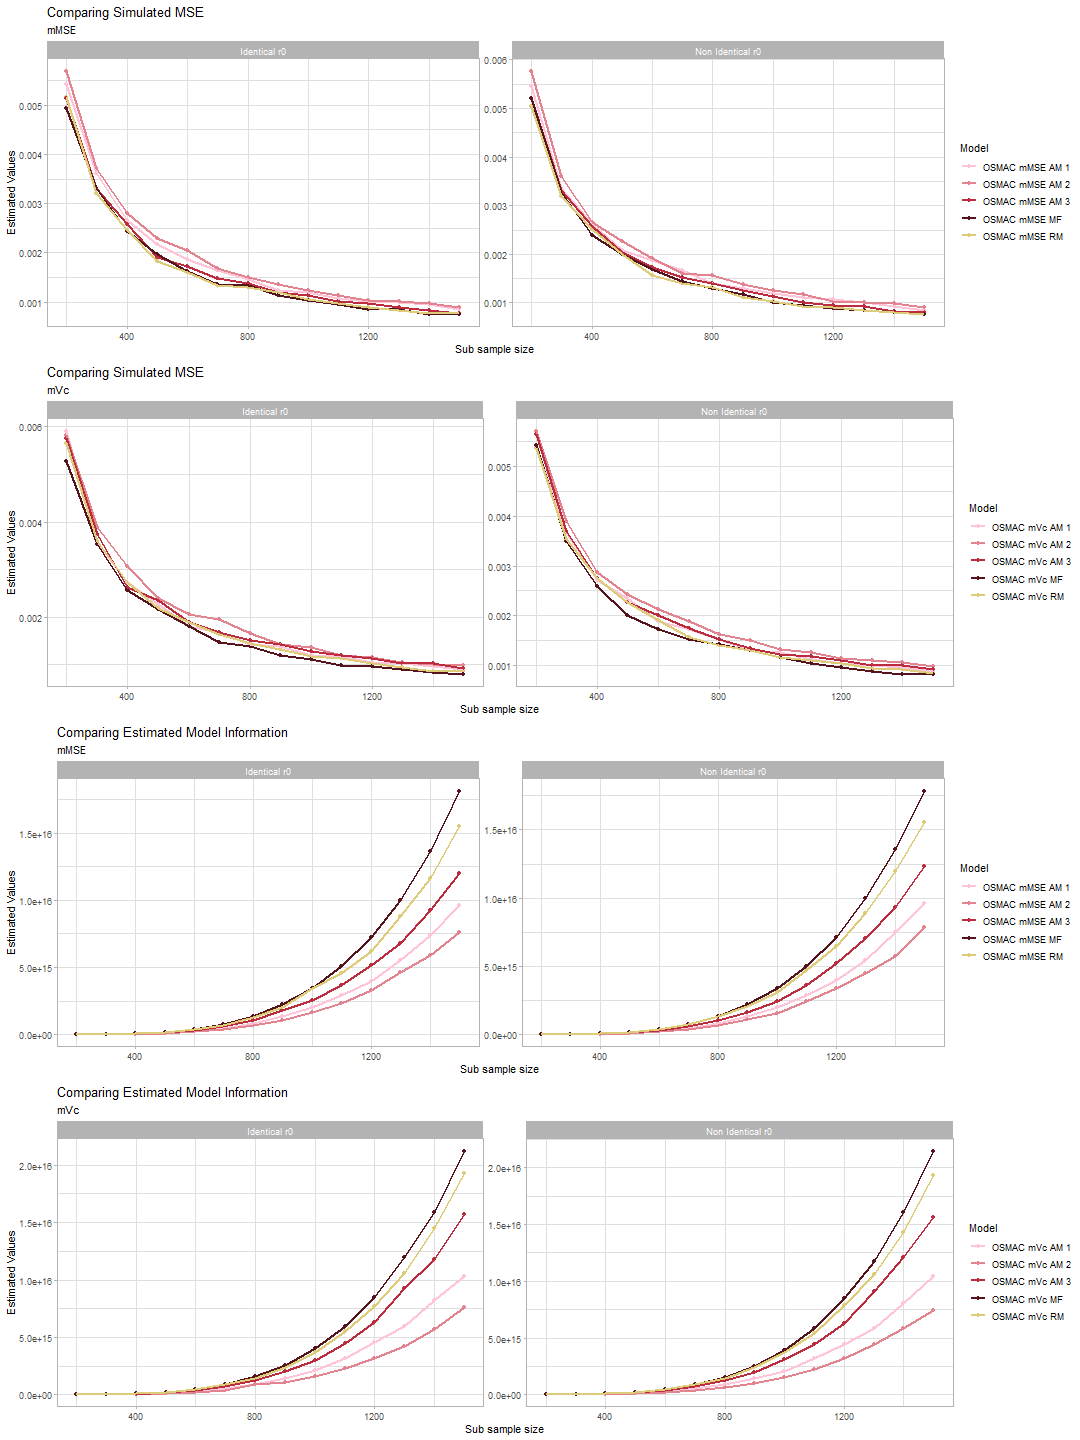 Comparing Simulated MSE
mMSE
Identical r0
Non Identical r0
Estimated Values
0.005
0.004
0.003
0.002
0.001
0.006
0.005
0.004
0.003
0.002
0.001
400
800
1200
400
800
1200
Sub sample size
Model
OSMAC mMSE AM 1
OSMAC mMSE AM 2
OSMAC mMSE AM 3
OSMAC mMSE MF
OSMAC mMSE RM
Comparing Simulated MSE
mVc
Identical r0
Non Identical r0
Estimated Values
0.006
0.004
0.002
0.005
0.004
0.003
0.002
0.001
400
800
1200
400
800
1200
Sub sample size
Model
OSMAC mVc AM 1
OSMAC mVc AM 2
OSMAC mVc AM 3
OSMAC mVc MF
OSMAC mVc RM
Comparing Estimated Model Information
mMSE
Identical r0
Non Identical r0
Estimated Values
1.5e+16
1.0e+16
5.0e+15
0.0e+00
1.5e+16
1.0e+16
5.0e+15
0.0e+00
400
800
1200
400
800
1200
Sub sample size
Model
OSMAC mMSE AM 1
OSMAC mMSE AM 2
OSMAC mMSE AM 3
OSMAC mMSE MF
OSMAC mMSE RM
Comparing Estimated Model Information
mVc
Identical r0
Non Identical r0
Estimated Values
2.0e+16
1.5e+16
1.0e+16
5.0e+15
0.0e+00
2.0e+16
1.5e+16
1.0e+16
5.0e+15
0.0e+00
400
800
1200
400
800
1200
Sub sample size
Model
OSMAC mVc AM 1
OSMAC mVc AM 2
OSMAC mVc AM 3
OSMAC mVc MF
OSMAC mVc RM